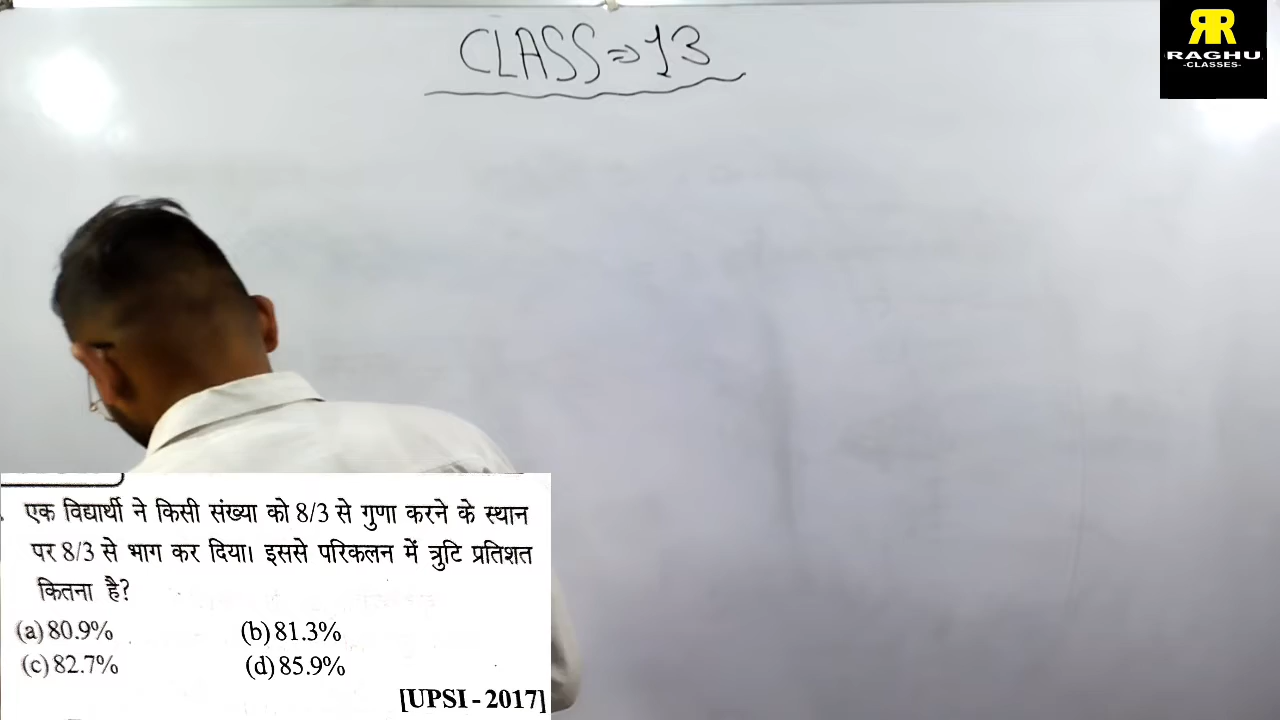 CLASS⇒13
RAGHU
-CLASSES-
एक विद्यार्थी ने किसी संख्या को 8/3 से गुणा करने के स्थान
पर 8/3 से भाग कर दिया। इससे परिकलन में त्रुटि प्रतिशत
कितना है?
(a) 80.9% (b) 81.3%
(c) 82.7% (d) 85.9%
[UPSI - 2017]